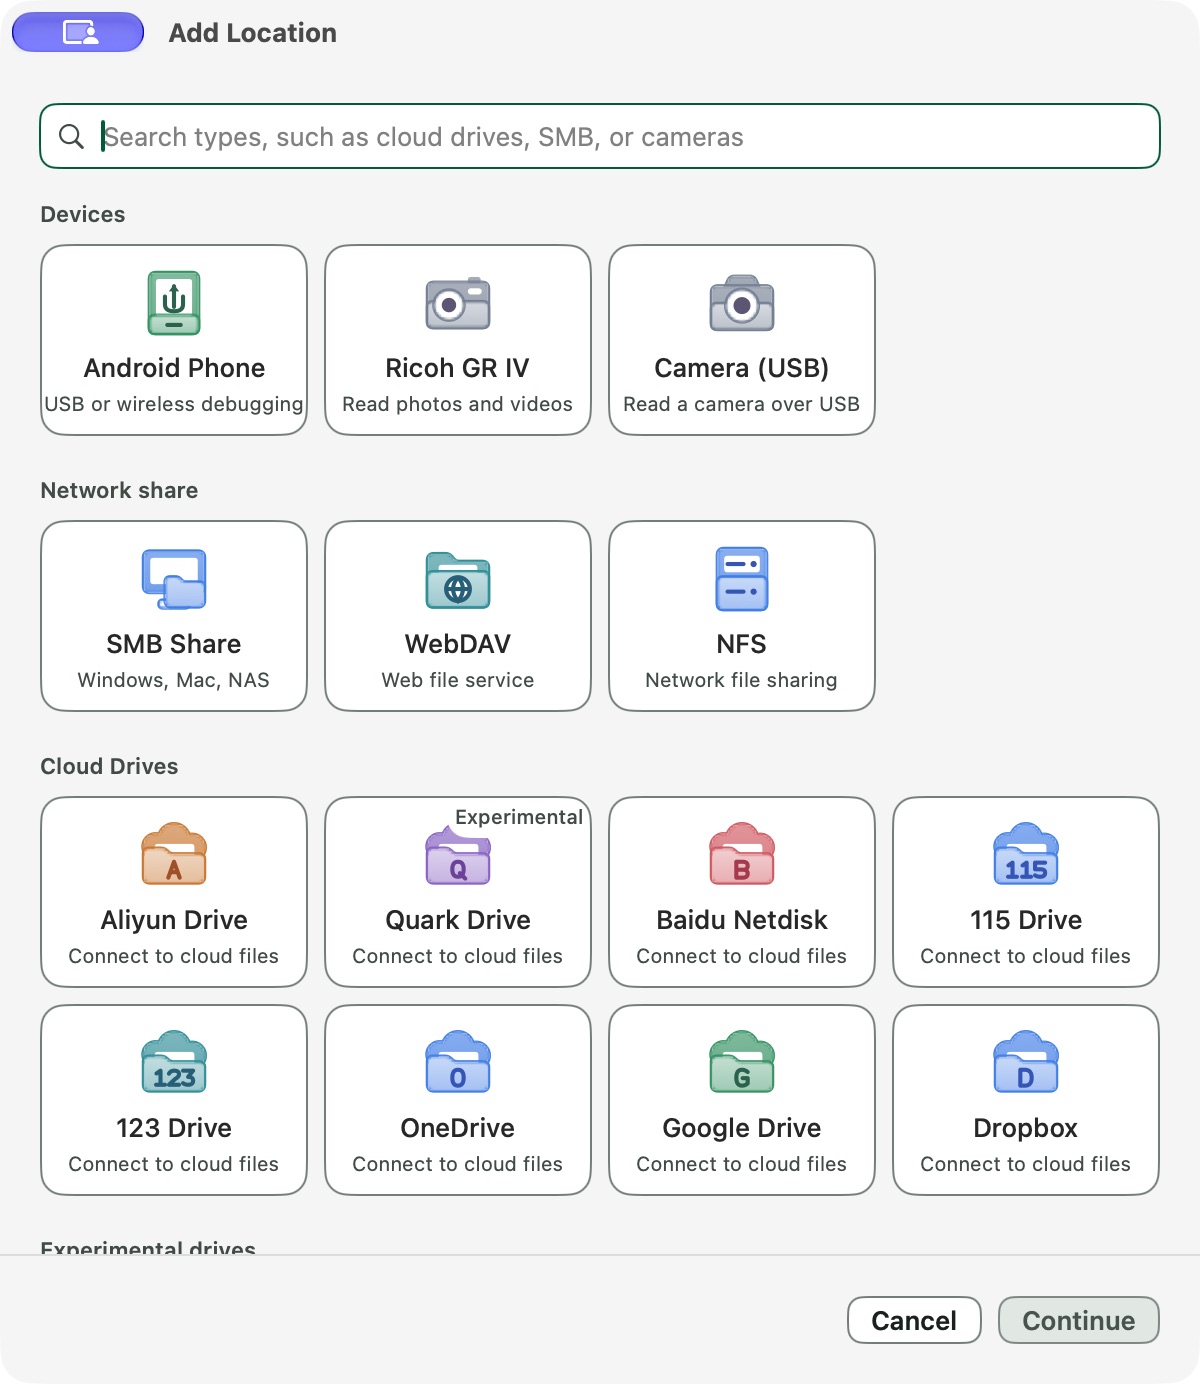 Add Location
Search types, such as cloud drives, SMB, or cameras
Devices
Android Phone
USB or wireless debugging
Ricoh GR IV
Read photos and videos
Camera (USB)
Read a camera over USB
Network share
SMB Share
Windows, Mac, NAS
WebDAV
Web file service
NFS
Network file sharing
Cloud Drives
A
Aliyun Drive
Connect to cloud files
Experimental
Q
Quark Drive
Connect to cloud files
B
Baidu Netdisk
Connect to cloud files
115
115 Drive
Connect to cloud files
123
123 Drive
Connect to cloud files
O
OneDrive
Connect to cloud files
G
Google Drive
Connect to cloud files
D
Dropbox
Connect to cloud files
Experimental drives
Cancel
Continue